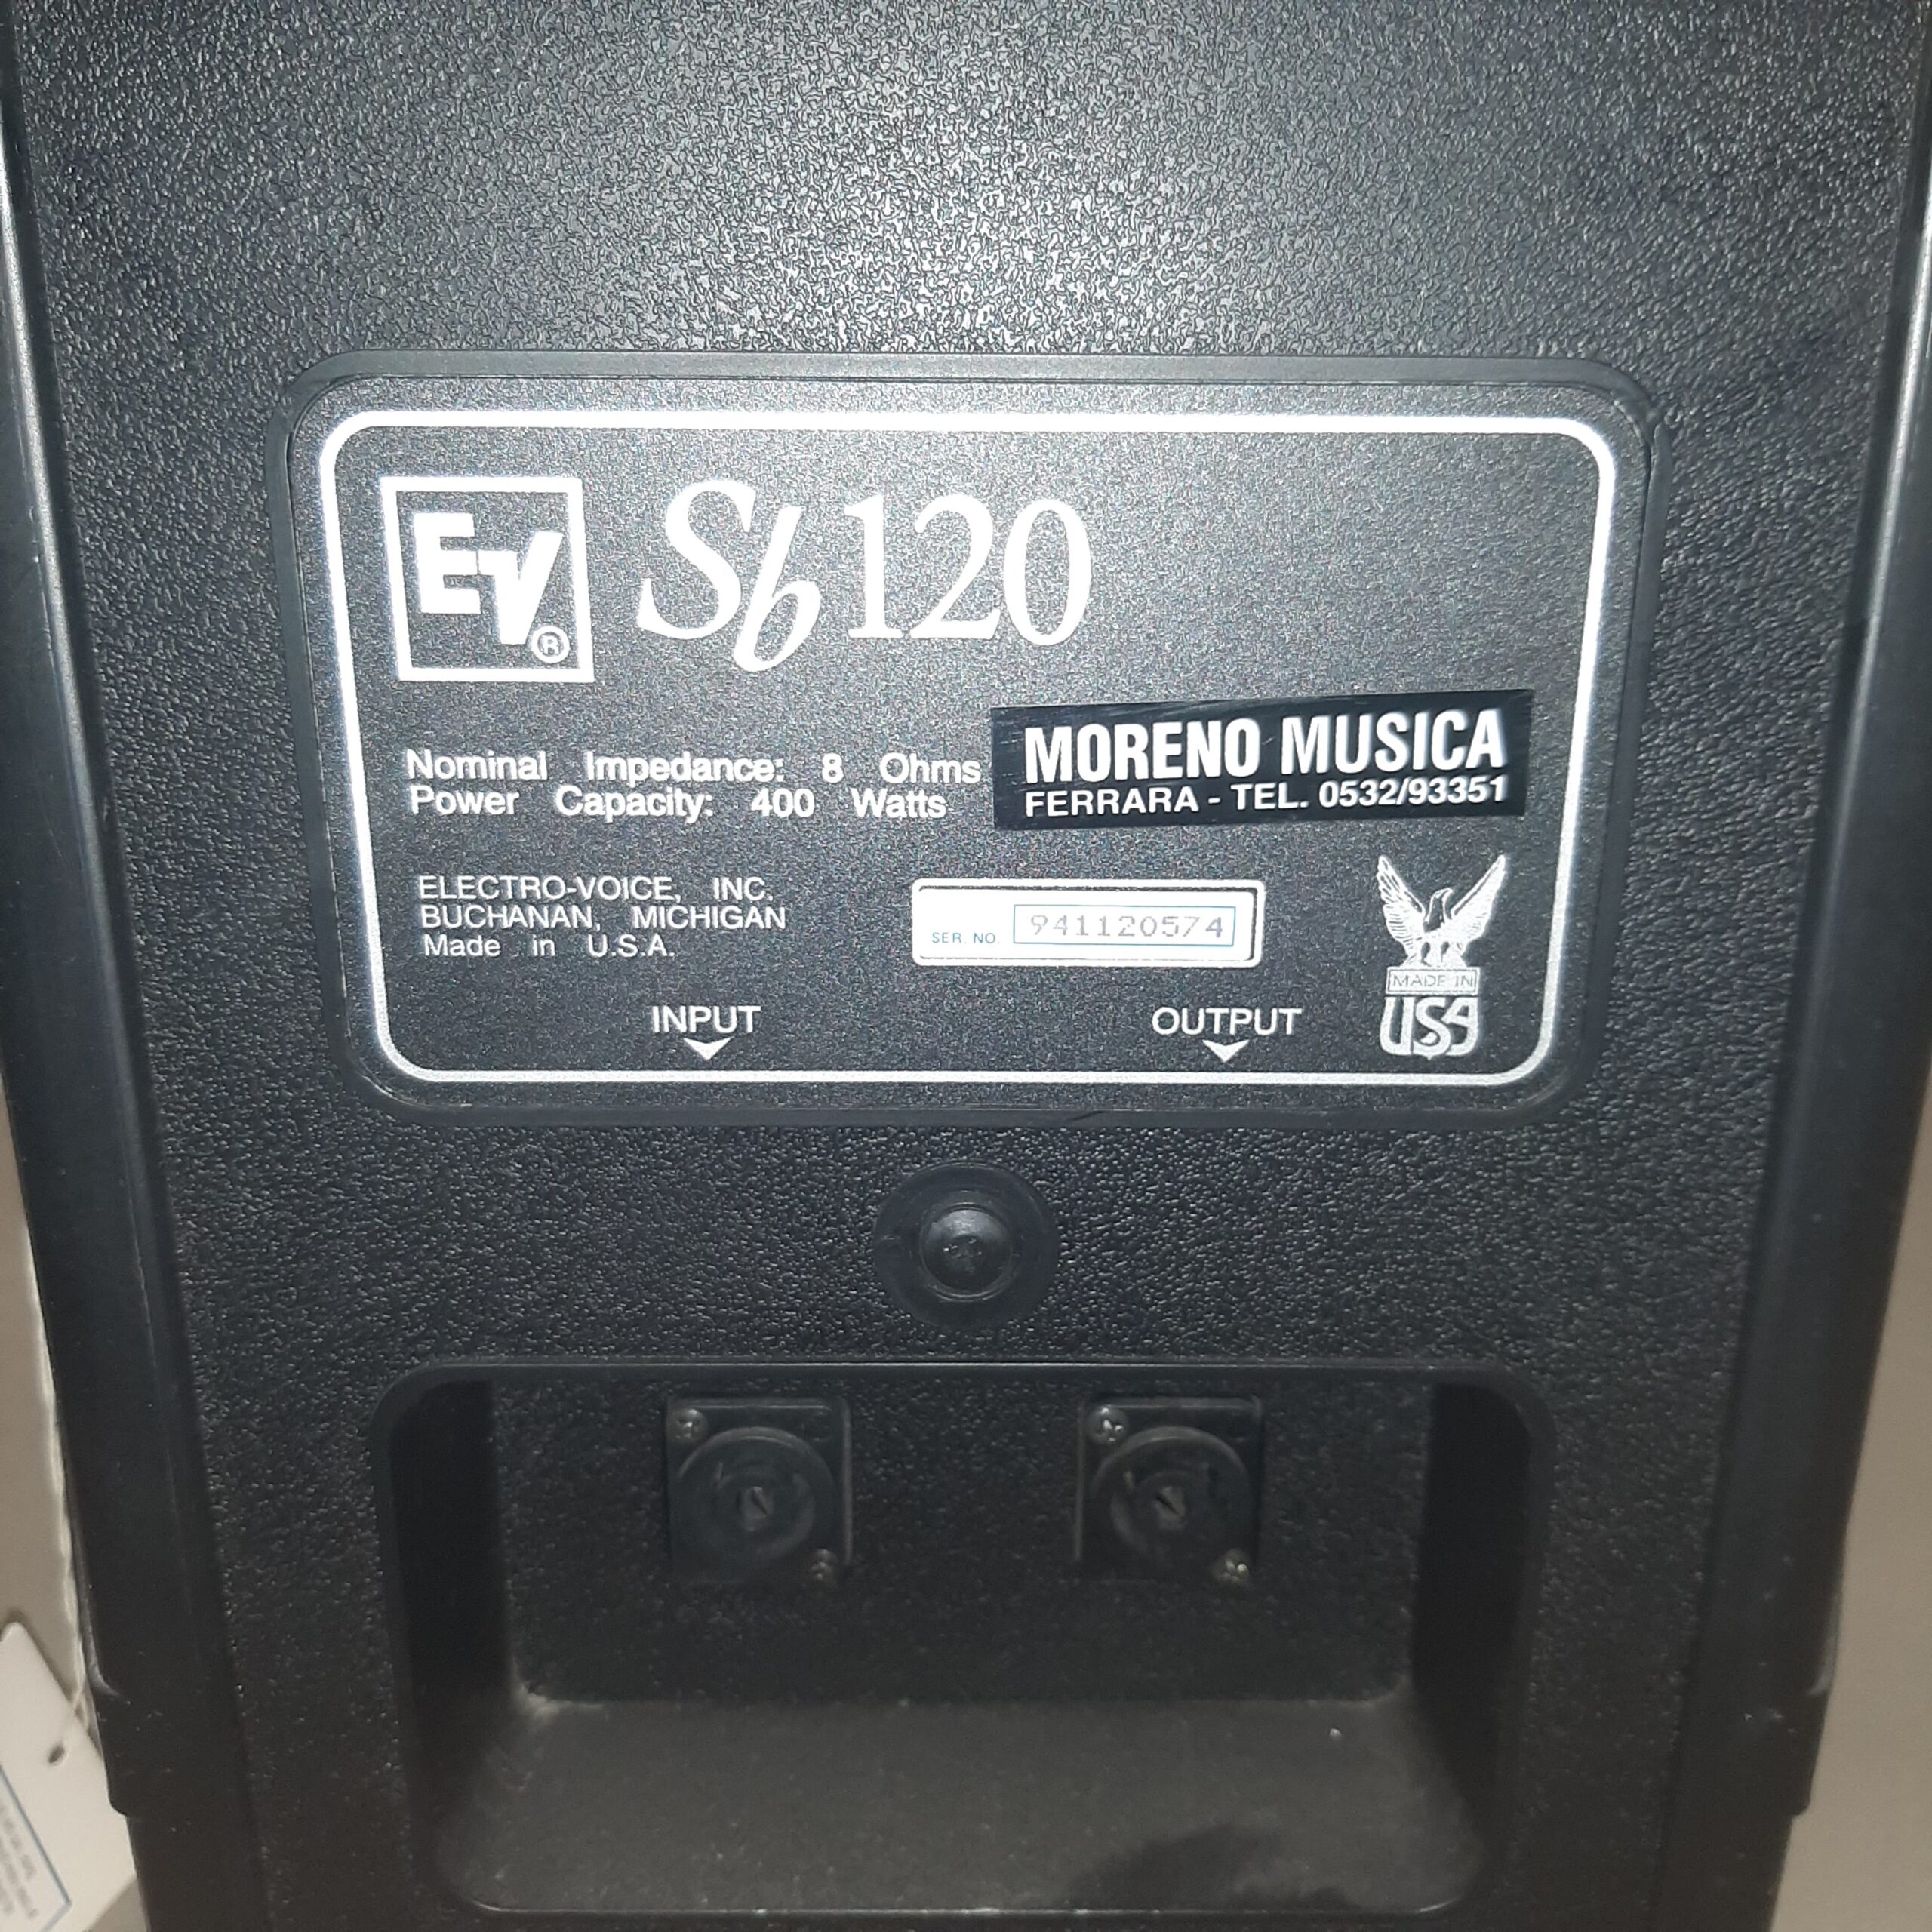 EV®
Sb120
Nominal Impedance: 8 Ohms
Power Capacity: 400 Watts
MORENO MUSICA
FERRARA - TEL. 0532/93351
ELECTRO-VOICE, INC.
BUCHANAN, MICHIGAN
Made in U.S.A.
SER. NO. 941120574
MADE IN
USA
INPUT
OUTPUT